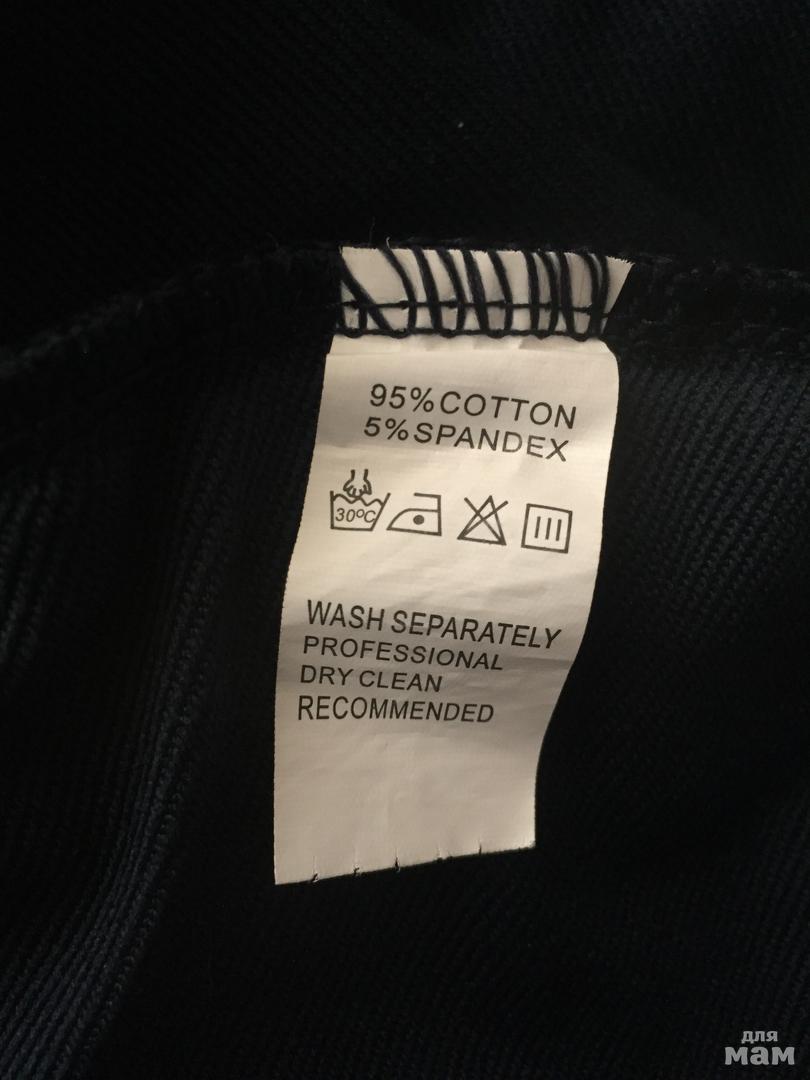 95%COTTON
5%SPANDEX
30°C
WASH SEPARATELY
PROFESSIONAL
DRY CLEAN
RECOMMENDED
для
мам